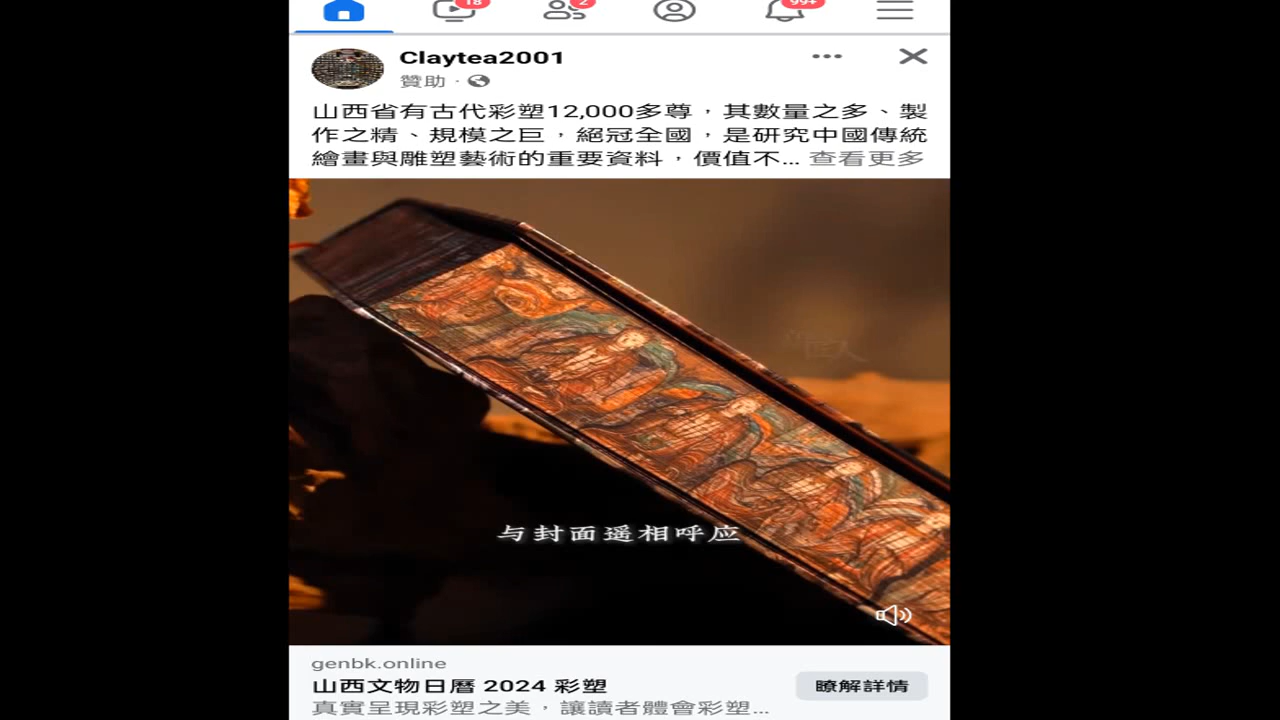 18
2
99+
Claytea2001
贊助 ·
山西省有古代彩塑12,000多尊，其數量之多、製
作之精、規模之巨，絕冠全國，是研究中國傳統
繪畫與雕塑藝術的重要資料，價值不... 查看更多
与封面遥相呼应
genbk.online
山西文物日曆 2024 彩塑
瞭解詳情
真實呈現彩塑之美，讓讀者體會彩塑...